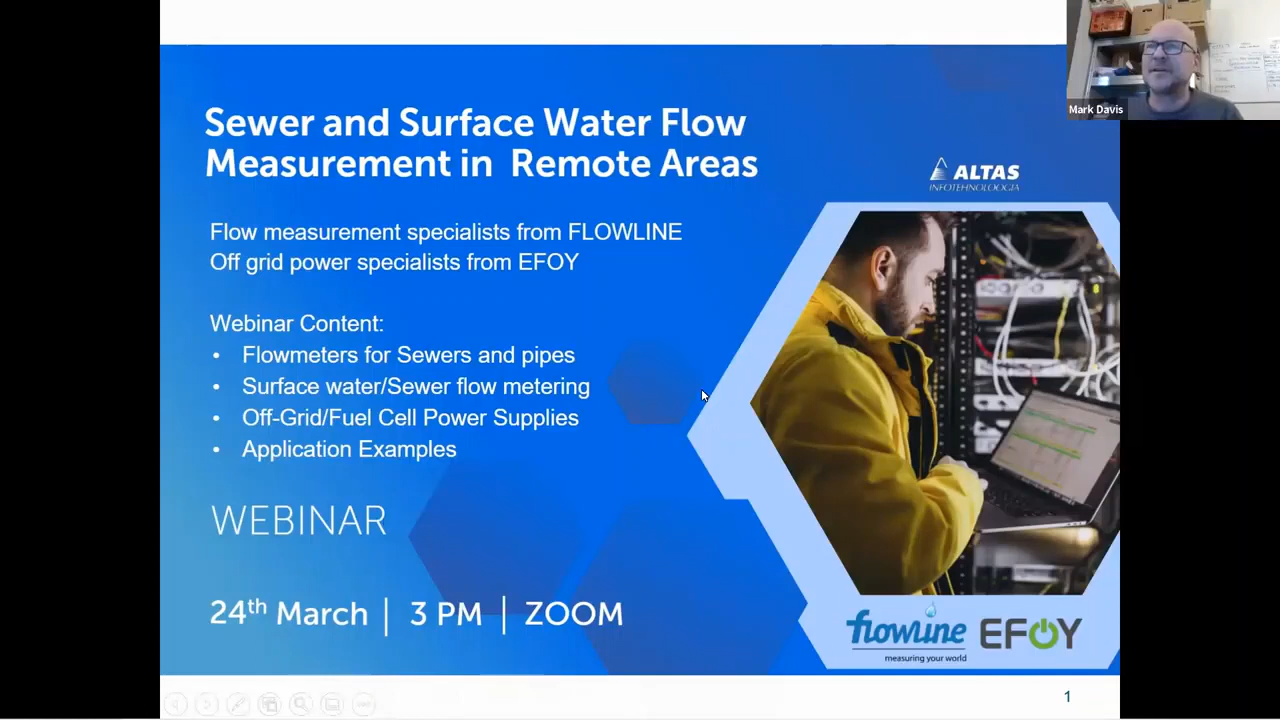 Mark Davis
Sewer and Surface Water Flow
Measurement in Remote Areas
ALTAS
INFOTEHNOLOOGIA
Flow measurement specialists from FLOWLINE
Off grid power specialists from EFOY
Webinar Content:
• Flowmeters for Sewers and pipes
• Surface water/Sewer flow metering
• Off-Grid/Fuel Cell Power Supplies
• Application Examples
WEBINAR
24th March | 3 PM | ZOOM
flowline
measuring your world
EFOY
1